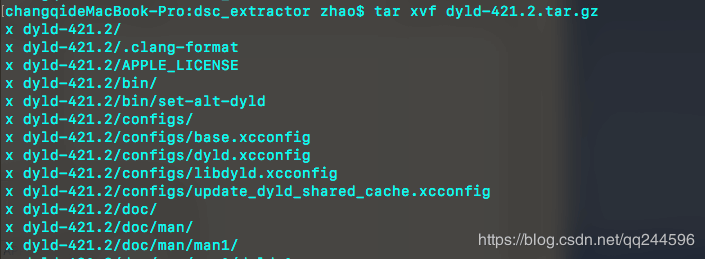 [changqideMacBook-Pro:dsc_extractor zhao$ tar xvf dyld-421.2.tar.gz
x dyld-421.2/
x dyld-421.2/.clang-format
x dyld-421.2/APPLE_LICENSE
x dyld-421.2/bin/
x dyld-421.2/bin/set-alt-dyld
x dyld-421.2/configs/
x dyld-421.2/configs/base.xcconfig
x dyld-421.2/configs/dyld.xcconfig
x dyld-421.2/configs/libdyld.xcconfig
x dyld-421.2/configs/update_dyld_shared_cache.xcconfig
x dyld-421.2/doc/
x dyld-421.2/doc/man/
x dyld-421.2/doc/man/man1/
https://blog.csdn.net/qq244596